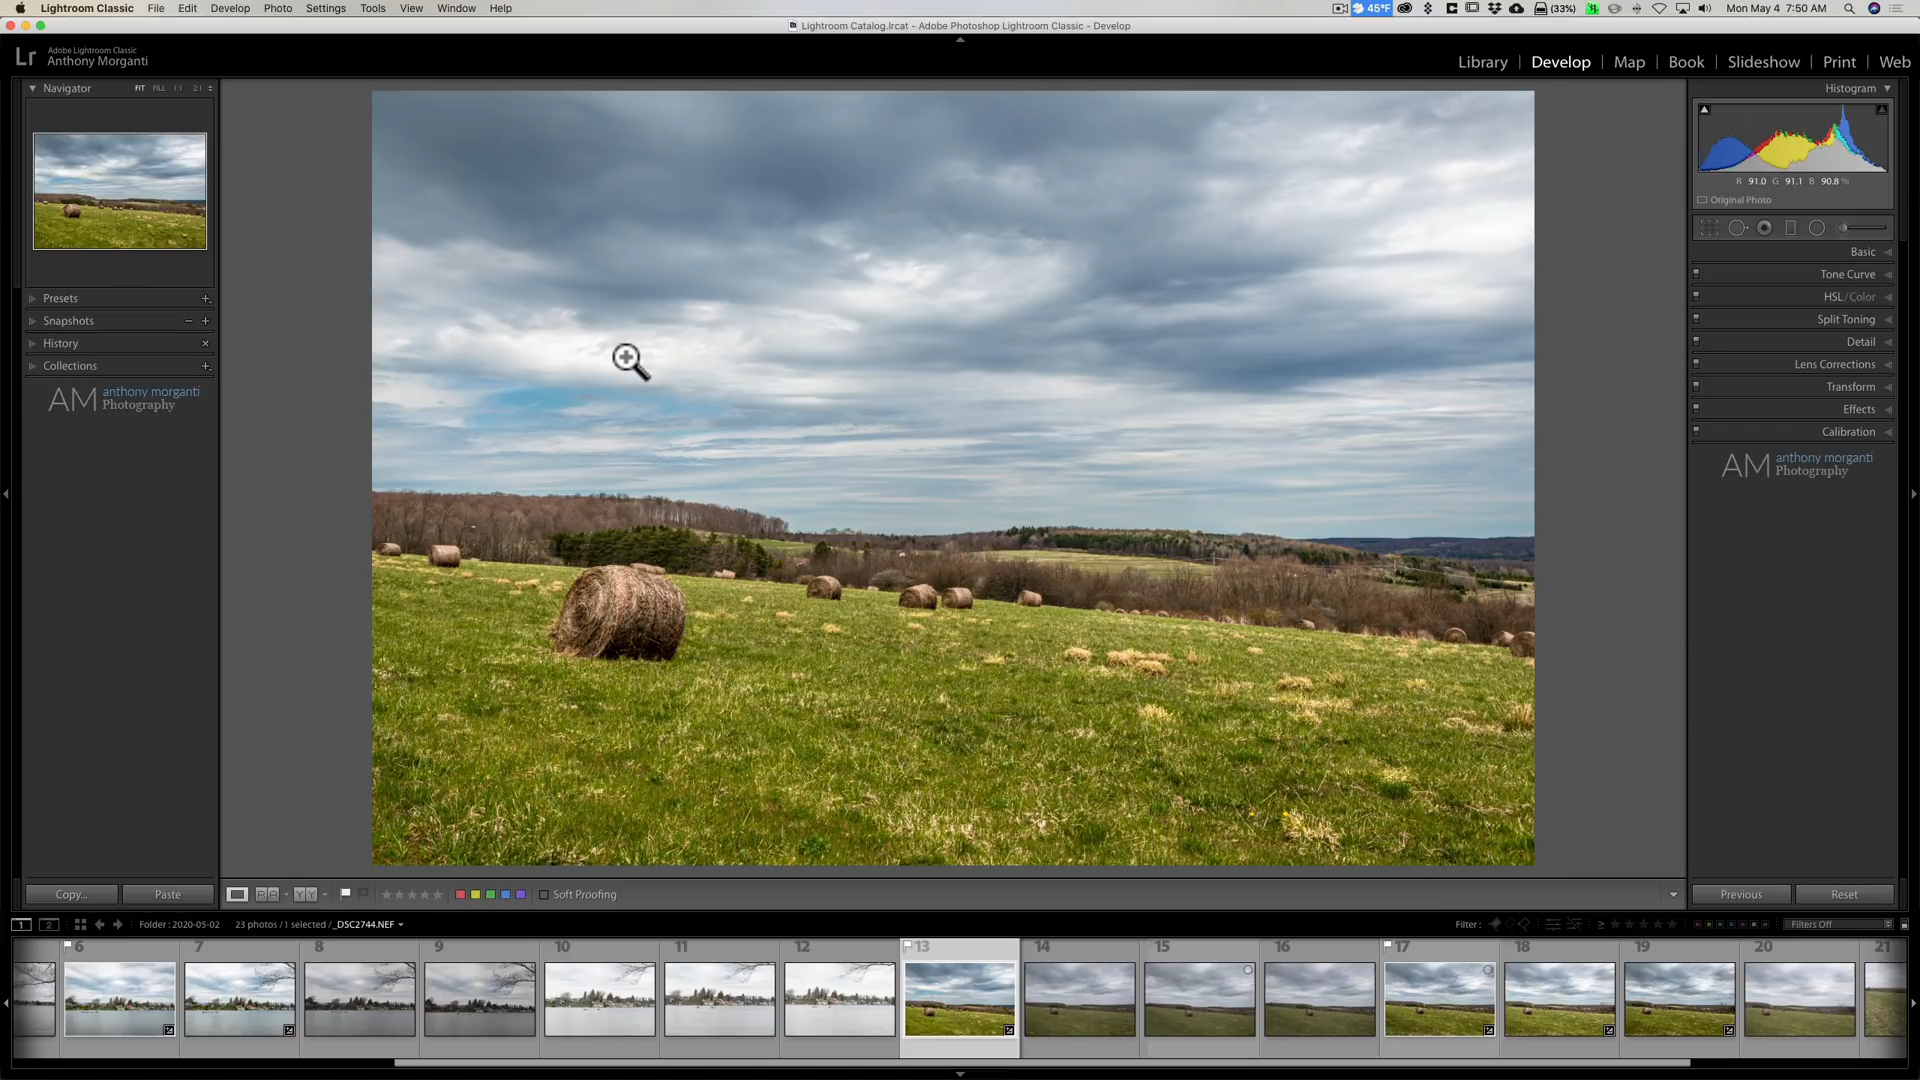 Lightroom Classic File Edit Develop Photo Settings Tools View Window Help 45°F (33%) Mon May 4 7:50 AM
Lightroom Catalog.lrcat - Adobe Photoshop Lightroom Classic - Develop
Lr Adobe Lightroom Classic
Anthony Morganti
Library | Develop | Map | Book | Slideshow | Print | Web
Navigator FIT FILL 1:1 2:1
Histogram
R 91.0 G 91.1 B 90.8 %
Original Photo
Basic
Tone Curve
HSL / Color
Split Toning
Detail
Lens Corrections
Transform
Effects
Calibration
AM anthony morganti
Photography
Presets
Snapshots
History
Collections
AM anthony morganti
Photography
Copy... Paste
R A Y Y Soft Proofing
Previous Reset
1 2 Folder : 2020-05-02 23 photos / 1 selected / _DSC2744.NEF Filter : Filters Off
6 7 8 9 10 11 12 13 14 15 16 17 18 19 20 21